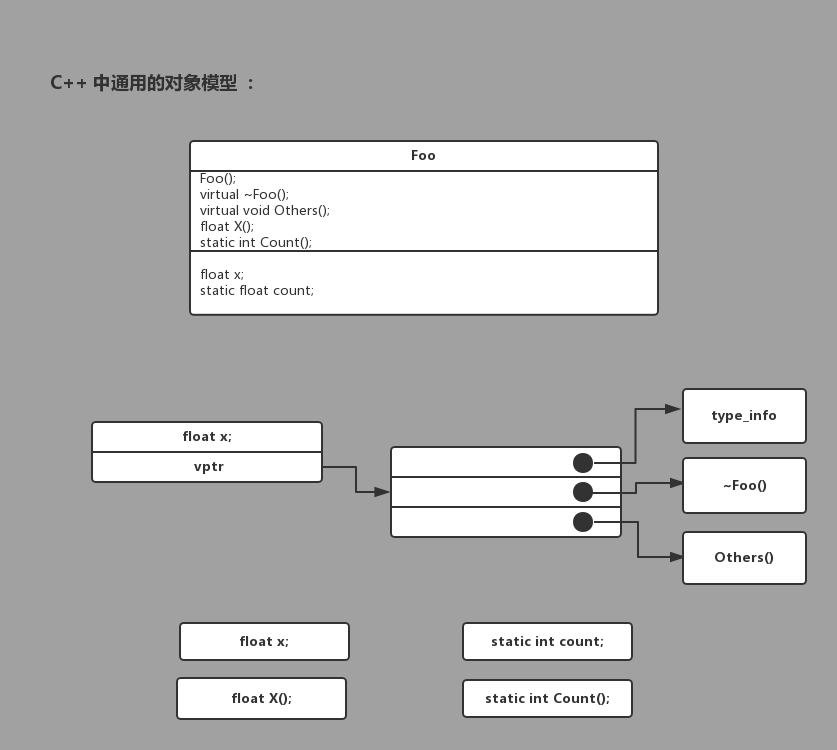 C++ 中通用的对象模型 ：
Foo
Foo();
virtual ~Foo();
virtual void Others();
float X();
static int Count();
float x;
static float count;
type_info
float x;
vptr
~Foo()
Others()
float x;
static int count;
float X();
static int Count();